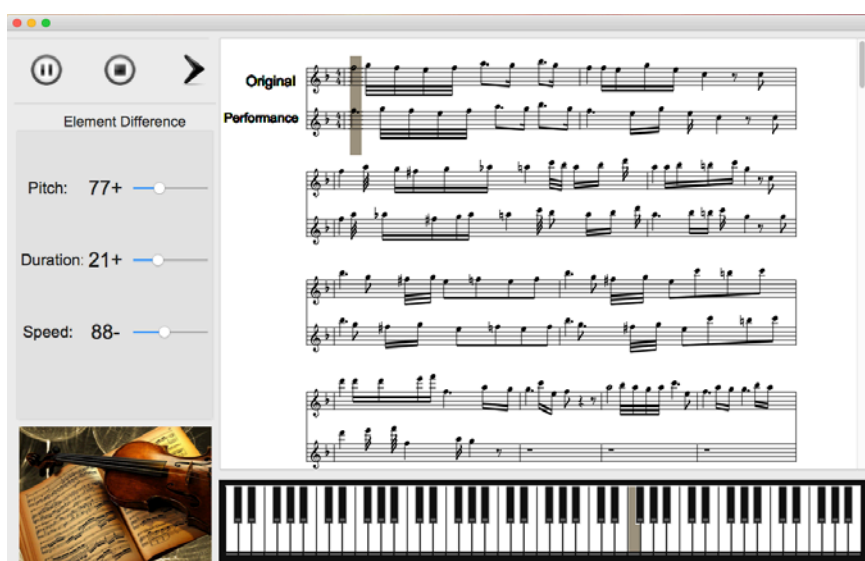 Element Difference
Pitch: 77+
Duration: 21+
Speed: 88-
Original
Performance